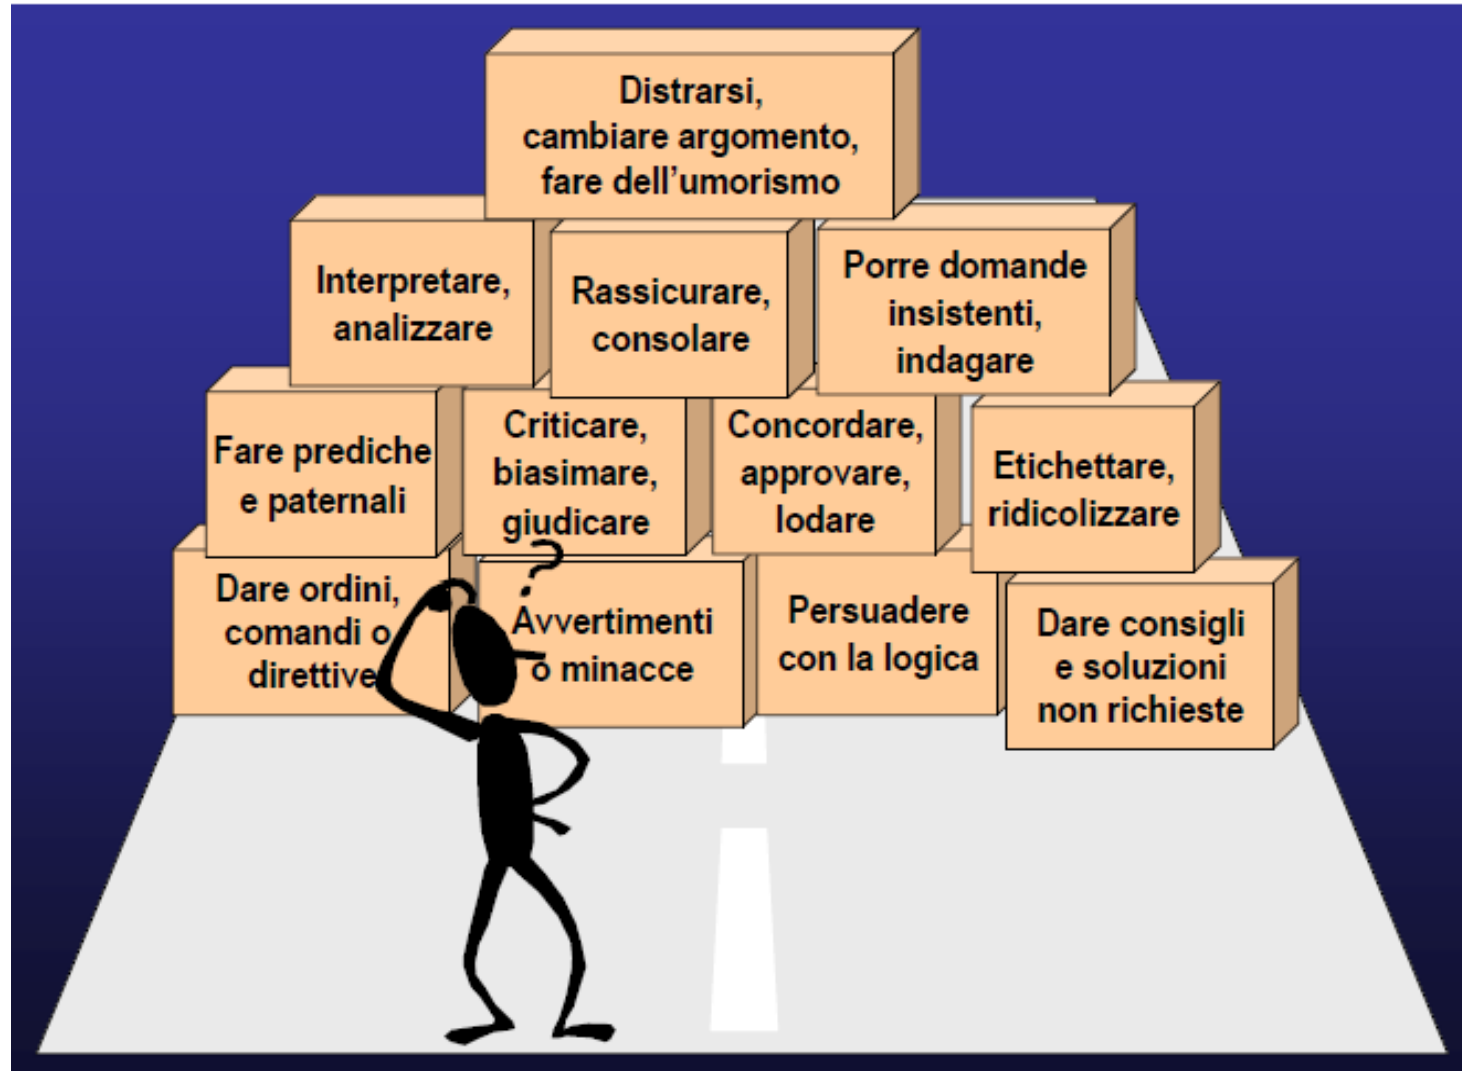 Distrarsi,
cambiare argomento,
fare dell'umorismo
Interpretare,
analizzare
Rassicurare,
consolare
Porre domande
insistenti,
indagare
Fare prediche
e paternali
Criticare,
biasimare,
giudicare
Concordare,
approvare,
lodare
Etichettare,
ridicolizzare
Dare ordini,
comandi o
direttive
?
Avvertimenti
o minacce
Persuadere
con la logica
Dare consigli
e soluzioni
non richieste